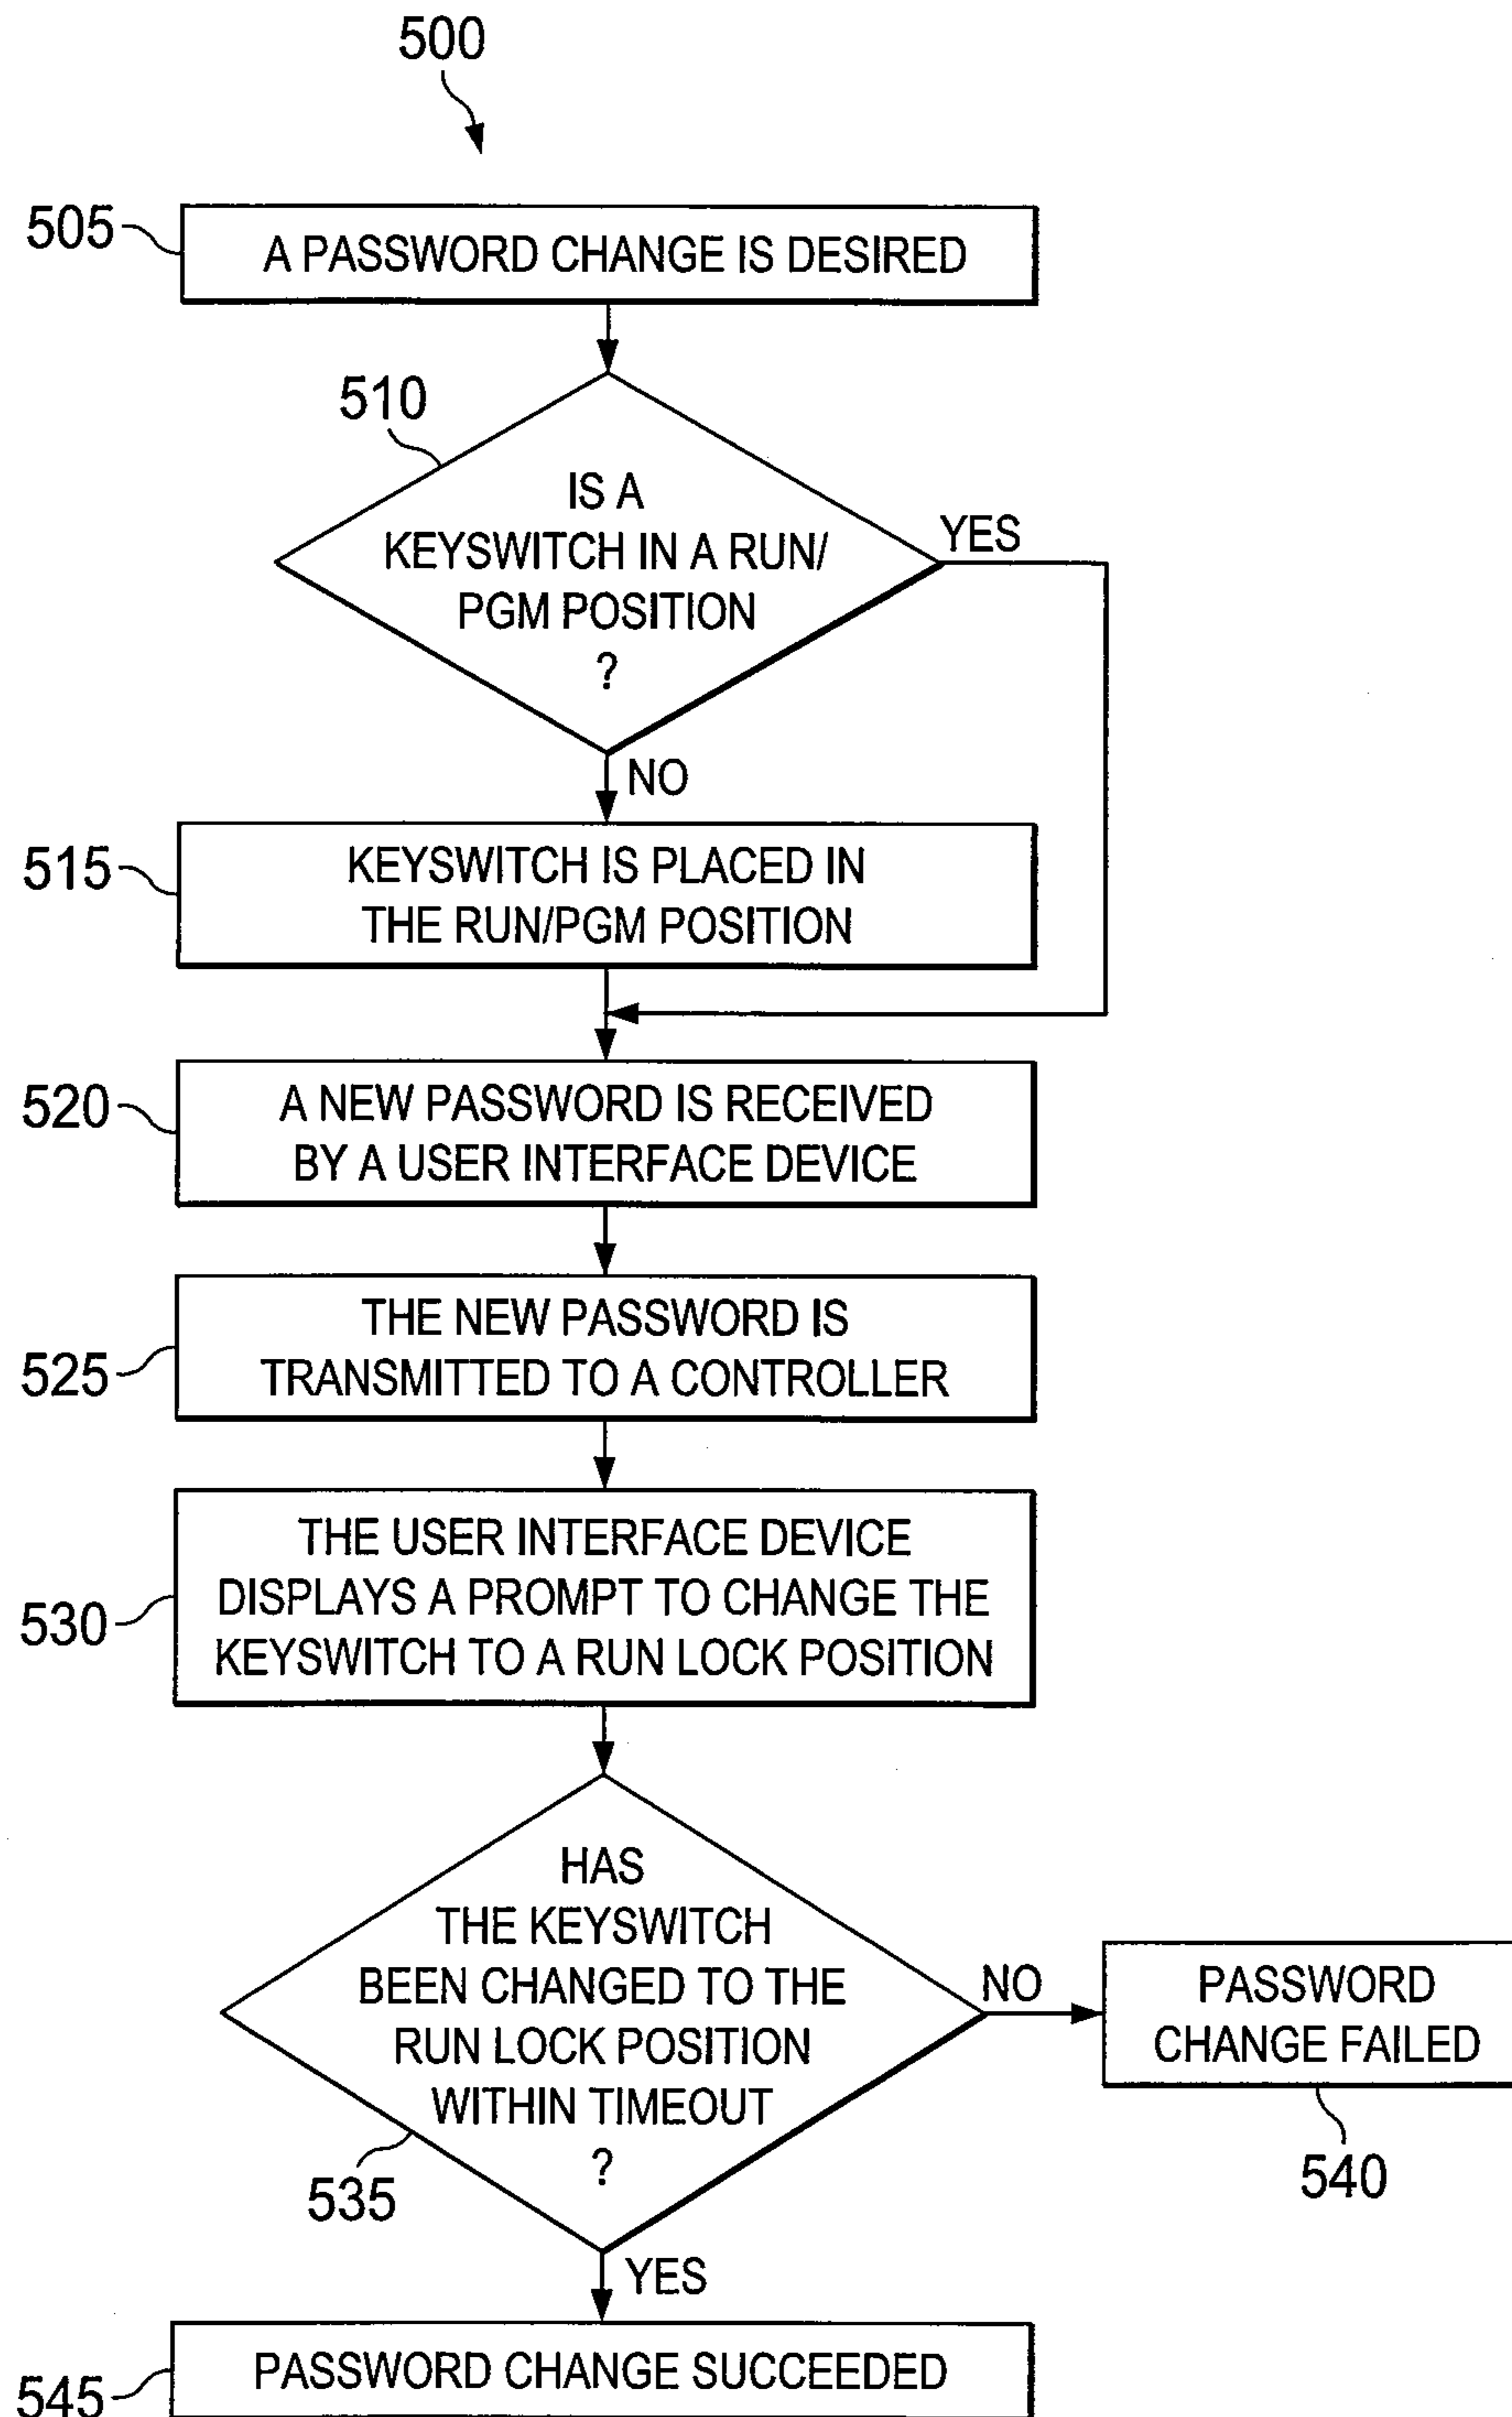 500
505
A PASSWORD CHANGE IS DESIRED
510
IS A
KEYSWITCH IN A RUN/
PGM POSITION
?
YES
NO
515
KEYSWITCH IS PLACED IN
THE RUN/PGM POSITION
520
A NEW PASSWORD IS RECEIVED
BY A USER INTERFACE DEVICE
525
THE NEW PASSWORD IS
TRANSMITTED TO A CONTROLLER
530
THE USER INTERFACE DEVICE
DISPLAYS A PROMPT TO CHANGE THE
KEYSWITCH TO A RUN LOCK POSITION
HAS
THE KEYSWITCH
BEEN CHANGED TO THE
RUN LOCK POSITION
WITHIN TIMEOUT
?
535
NO
PASSWORD
CHANGE FAILED
540
YES
545
PASSWORD CHANGE SUCCEEDED